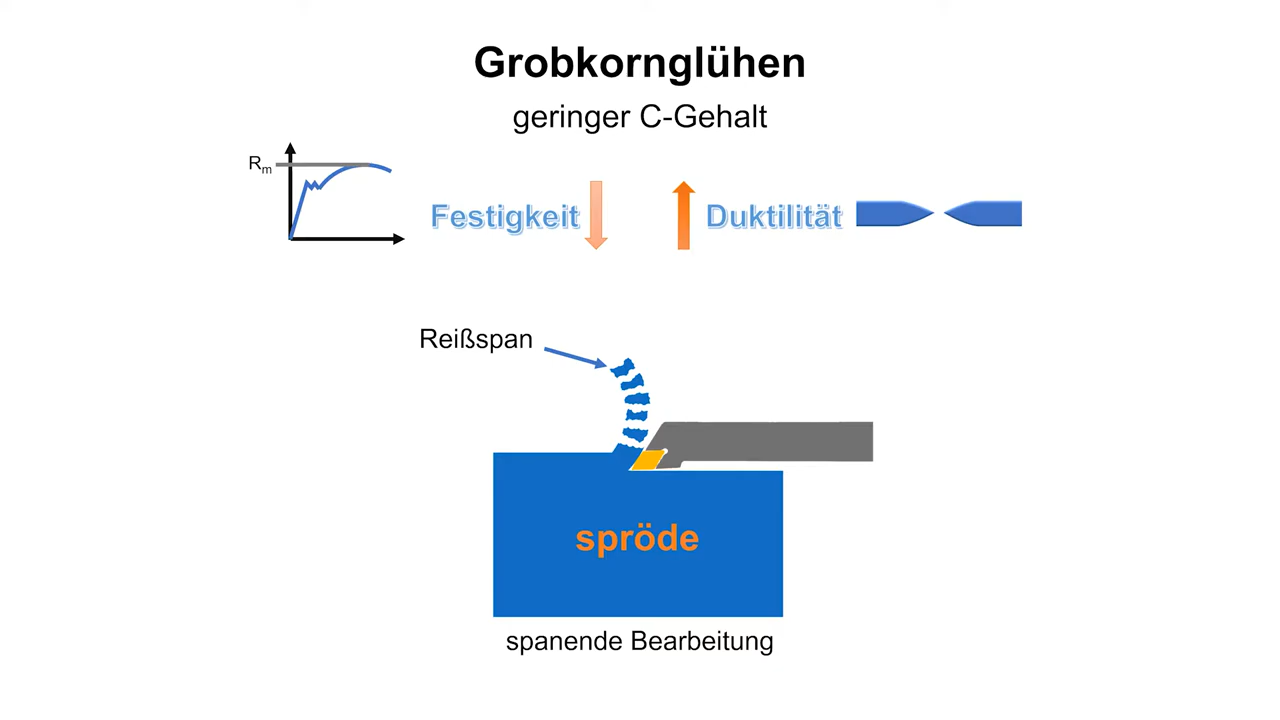 Grobkornglühen
geringer C-Gehalt
Rm
Festigkeit
Duktilität
Reißspan
spröde
spanende Bearbeitung